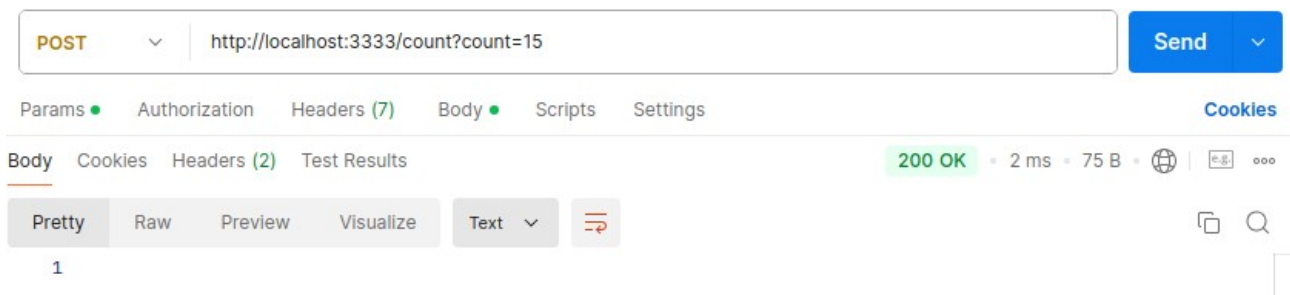 POST http://localhost:3333/count?count=15 Send
Params Authorization Headers (7) Body Scripts Settings Cookies
Body Cookies Headers (2) Test Results 200 OK 2 ms 75 B e.g.
Pretty Raw Preview Visualize Text
1